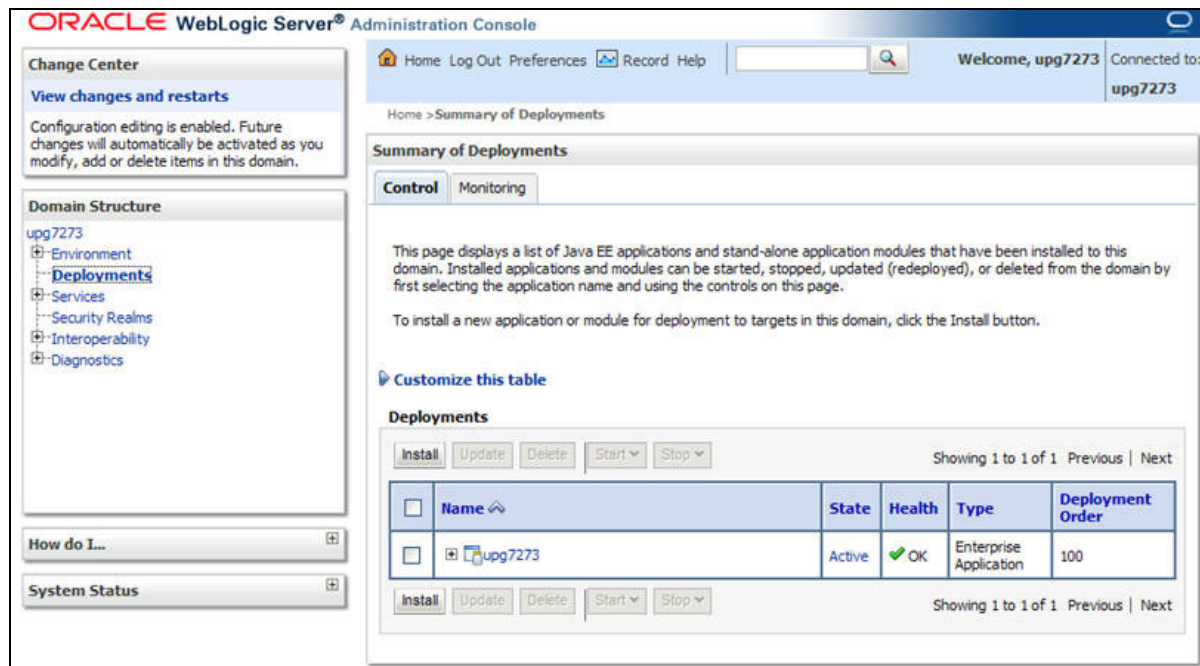 ORACLE WebLogic Server® Administration Console
Change Center
View changes and restarts
Configuration editing is enabled. Future
changes will automatically be activated as you
modify, add or delete items in this domain.
Domain Structure
upg7273
Environment
Deployments
Services
Security Realms
Interoperability
Diagnostics
How do I...
System Status
Home Log Out Preferences Record Help
Welcome, upg7273
Connected to:
upg7273
Home >Summary of Deployments
Summary of Deployments
Control Monitoring
This page displays a list of Java EE applications and stand-alone application modules that have been installed to this
domain. Installed applications and modules can be started, stopped, updated (redeployed), or deleted from the domain by
first selecting the application name and using the controls on this page.
To install a new application or module for deployment to targets in this domain, click the Install button.
Customize this table
Deployments
Install Update Delete Start Stop Showing 1 to 1 of 1 Previous | Next
Name State Health Type Deployment Order
upg7273 Active OK Enterprise Application 100
Install Update Delete Start Stop Showing 1 to 1 of 1 Previous | Next